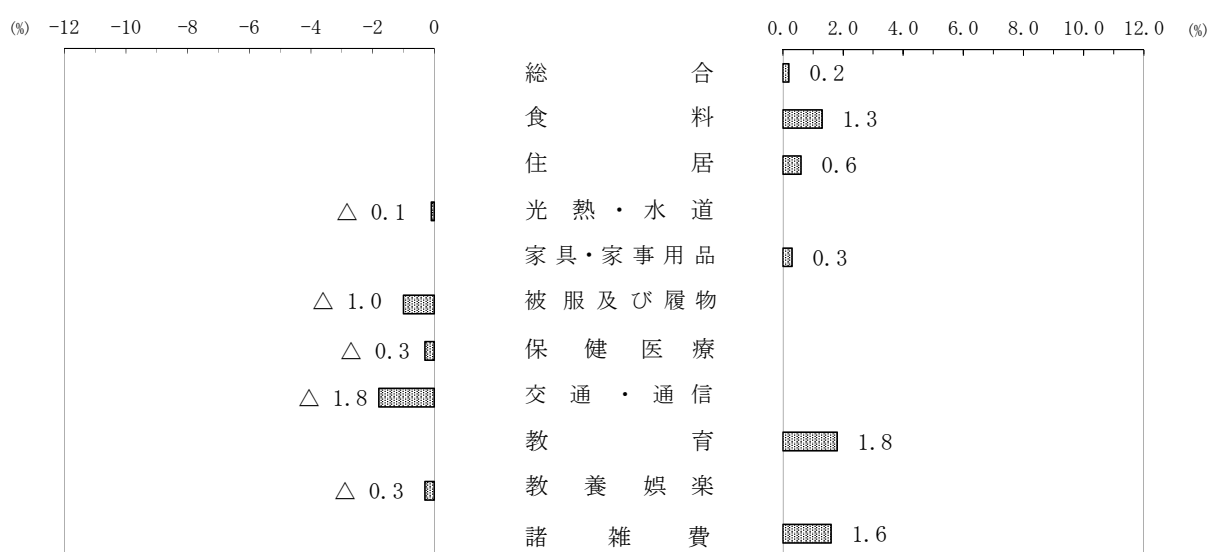 (%) -12 -10 -8 -6 -4 -2 0 0.0 2.0 4.0 6.0 8.0 10.0 12.0 (%)
総合 0.2
食料 1.3
住居 0.6
△ 0.1 光熱・水道
家具・家事用品 0.3
△ 1.0 被服及び履物
△ 0.3 保健医療
△ 1.8 交通・通信
教育 1.8
△ 0.3 教養娯楽
諸雑費 1.6